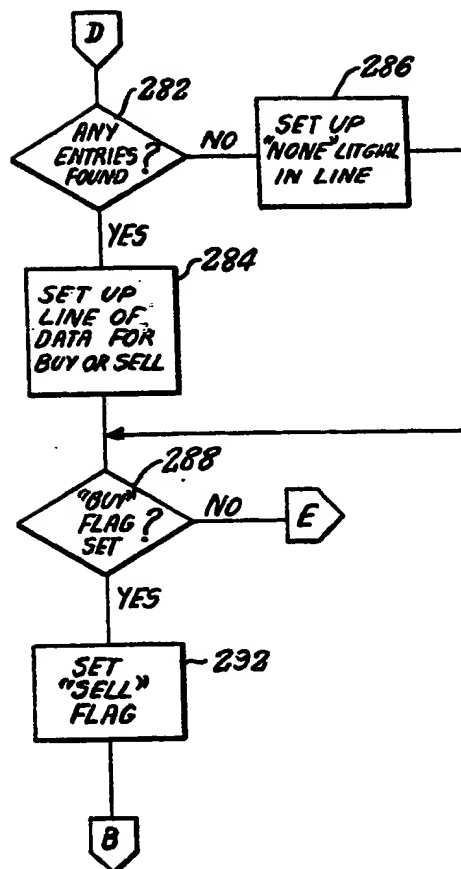 D
282
ANY
ENTRIES
FOUND
?
NO
286
SET UP
"NONE" LITGIAL
IN LINE
YES
284
SET UP
LINE OF
DATA FOR
BUY OR SELL
288
"BUY"
FLAG
SET
?
NO
E
YES
292
SET
"SELL"
FLAG
B